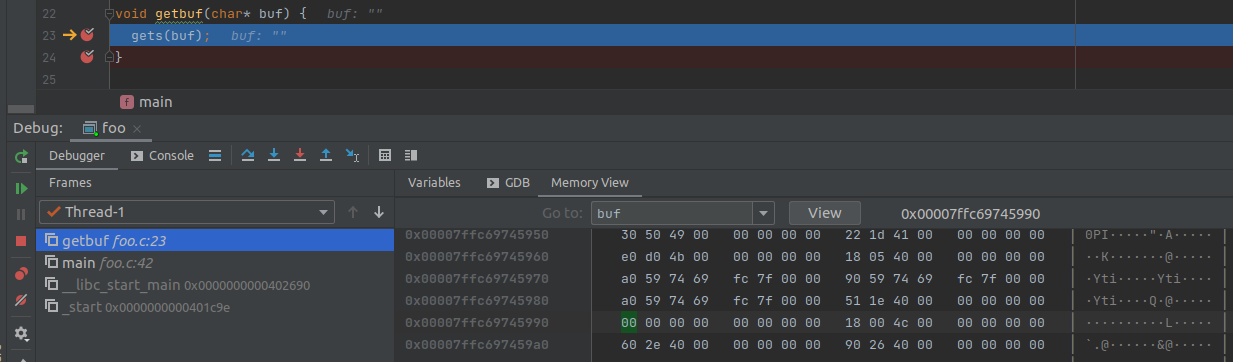 22 void getbuf(char* buf) { buf: ""
23 gets(buf); buf: ""
24 }
25
f main
Debug: foo ×
Debugger Console
Frames Variables GDB Memory View
Thread-1 Go to: buf View 0x00007ffc69745990
getbuf foo.c:23
main foo.c:42
__libc_start_main 0x0000000000402690
_start 0x0000000000401c9e
0x00007ffc69745950 30 50 49 00 00 00 00 00 22 1d 41 00 00 00 00 00 | 0PI·····"·A····· |
0x00007ffc69745960 e0 d0 4b 00 00 00 00 00 18 05 40 00 00 00 00 00 | ··K·······@····· |
0x00007ffc69745970 a0 59 74 69 fc 7f 00 00 90 59 74 69 fc 7f 00 00 | ·Yti·····Yti···· |
0x00007ffc69745980 a0 59 74 69 fc 7f 00 00 51 1e 40 00 00 00 00 00 | ·Yti····Q·@····· |
0x00007ffc69745990 00 00 00 00 00 00 00 00 18 00 4c 00 00 00 00 00 | ··········L····· |
0x00007ffc697459a0 60 2e 40 00 00 00 00 00 90 26 40 00 00 00 00 00 | `.@······&@····· |